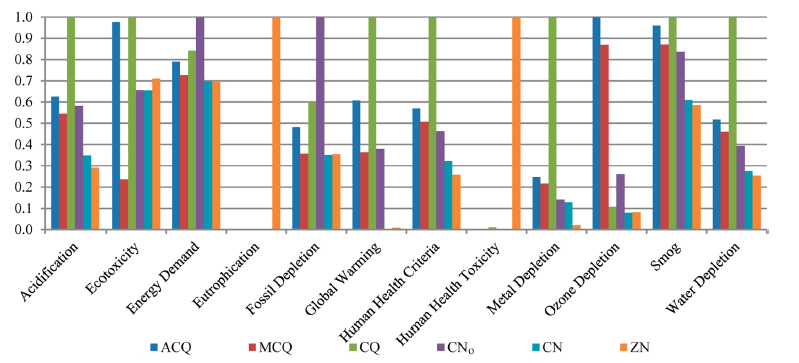 1.0
0.9
0.8
0.7
0.6
0.5
0.4
0.3
0.2
0.1
0.0
Acidification
Ecotoxicity
Energy Demand
Eutrophication
Fossil Depletion
Global Warming
Human Health Criteria
Human Health Toxicity
Metal Depletion
Ozone Depletion
Smog
Water Depletion
ACQ MCQ CQ CN₀ CN ZN